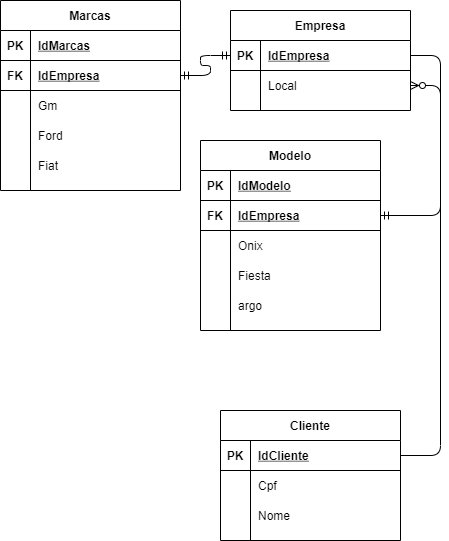 Marcas
PK IdMarcas
FK IdEmpresa
Gm
Ford
Fiat
Empresa
PK IdEmpresa
Local
Modelo
PK IdModelo
FK IdEmpresa
Onix
Fiesta
argo
Cliente
PK IdCliente
Cpf
Nome